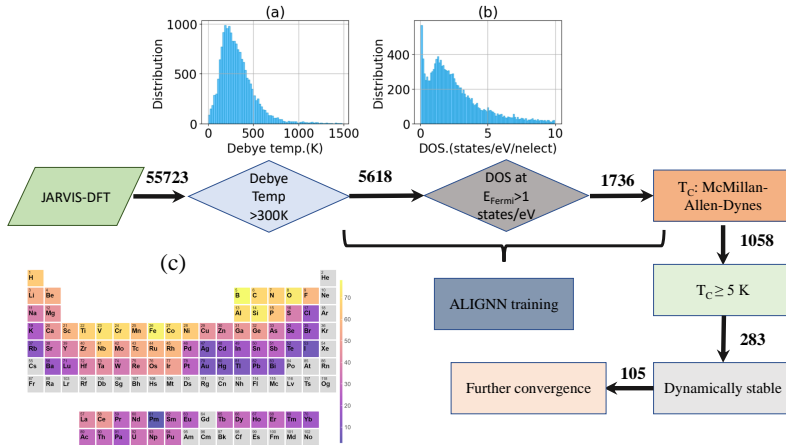 (a)
(b)
Distribution
1000
500
0
0
500
1000
1500
Debye temp.(K)
Distribution
400
200
0
0
5
10
DOS.(states/eV/nelect)
JARVIS-DFT
55723
Debye
Temp
>300K
5618
DOS at
E_Fermi>1
states/eV
1736
T_C: McMillan-
Allen-Dynes
1058
T_C ≥ 5 K
283
Dynamically stable
105
Further convergence
ALIGNN training
(c)
H He
Li Be B C N O F Ne
Na Mg Al Si P S Cl Ar
K Ca Sc Ti V Cr Mn Fe Co Ni Cu Zn Ga Ge As Se Br Kr
Rb Sr Y Zr Nb Mo Tc Ru Rh Pd Ag Cd In Sn Sb Te I Xe
Cs Ba Lu Hf Ta W Re Os Ir Pt Au Hg Tl Pb Bi Po At Rn
Fr Ra Lr Rf Db Sg Bh Hs Mt Ds Rg Cn Nh Fl Mc Lv Ts Og
La Ce Pr Nd Pm Sm Eu Gd Tb Dy Ho Er Tm Yb
Ac Th Pa U Np Pu Am Cm Bk Cf Es Fm Md No
70
60
50
40
30
20
10